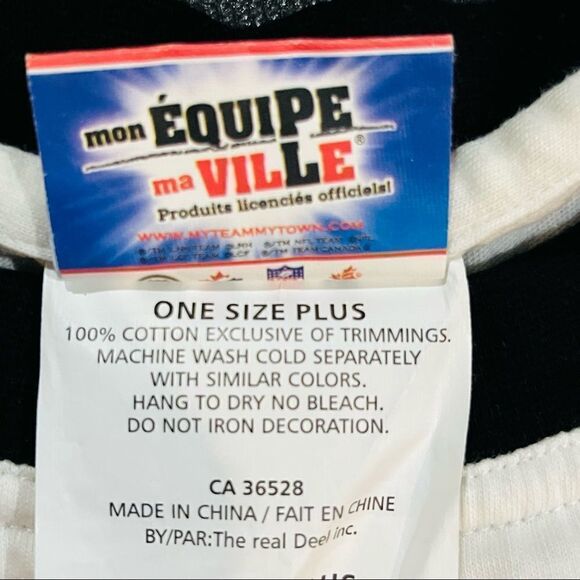 mon ÉQUIPE
ma VILLE®
Produits licenciés officiels!
WWW.MYTEAMMYTOWN.COM
ONE SIZE PLUS
100% COTTON EXCLUSIVE OF TRIMMINGS.
MACHINE WASH COLD SEPARATELY
WITH SIMILAR COLORS.
HANG TO DRY NO BLEACH.
DO NOT IRON DECORATION.
CA 36528
MADE IN CHINA / FAIT EN CHINE
BY/PAR:The real Deel inc.